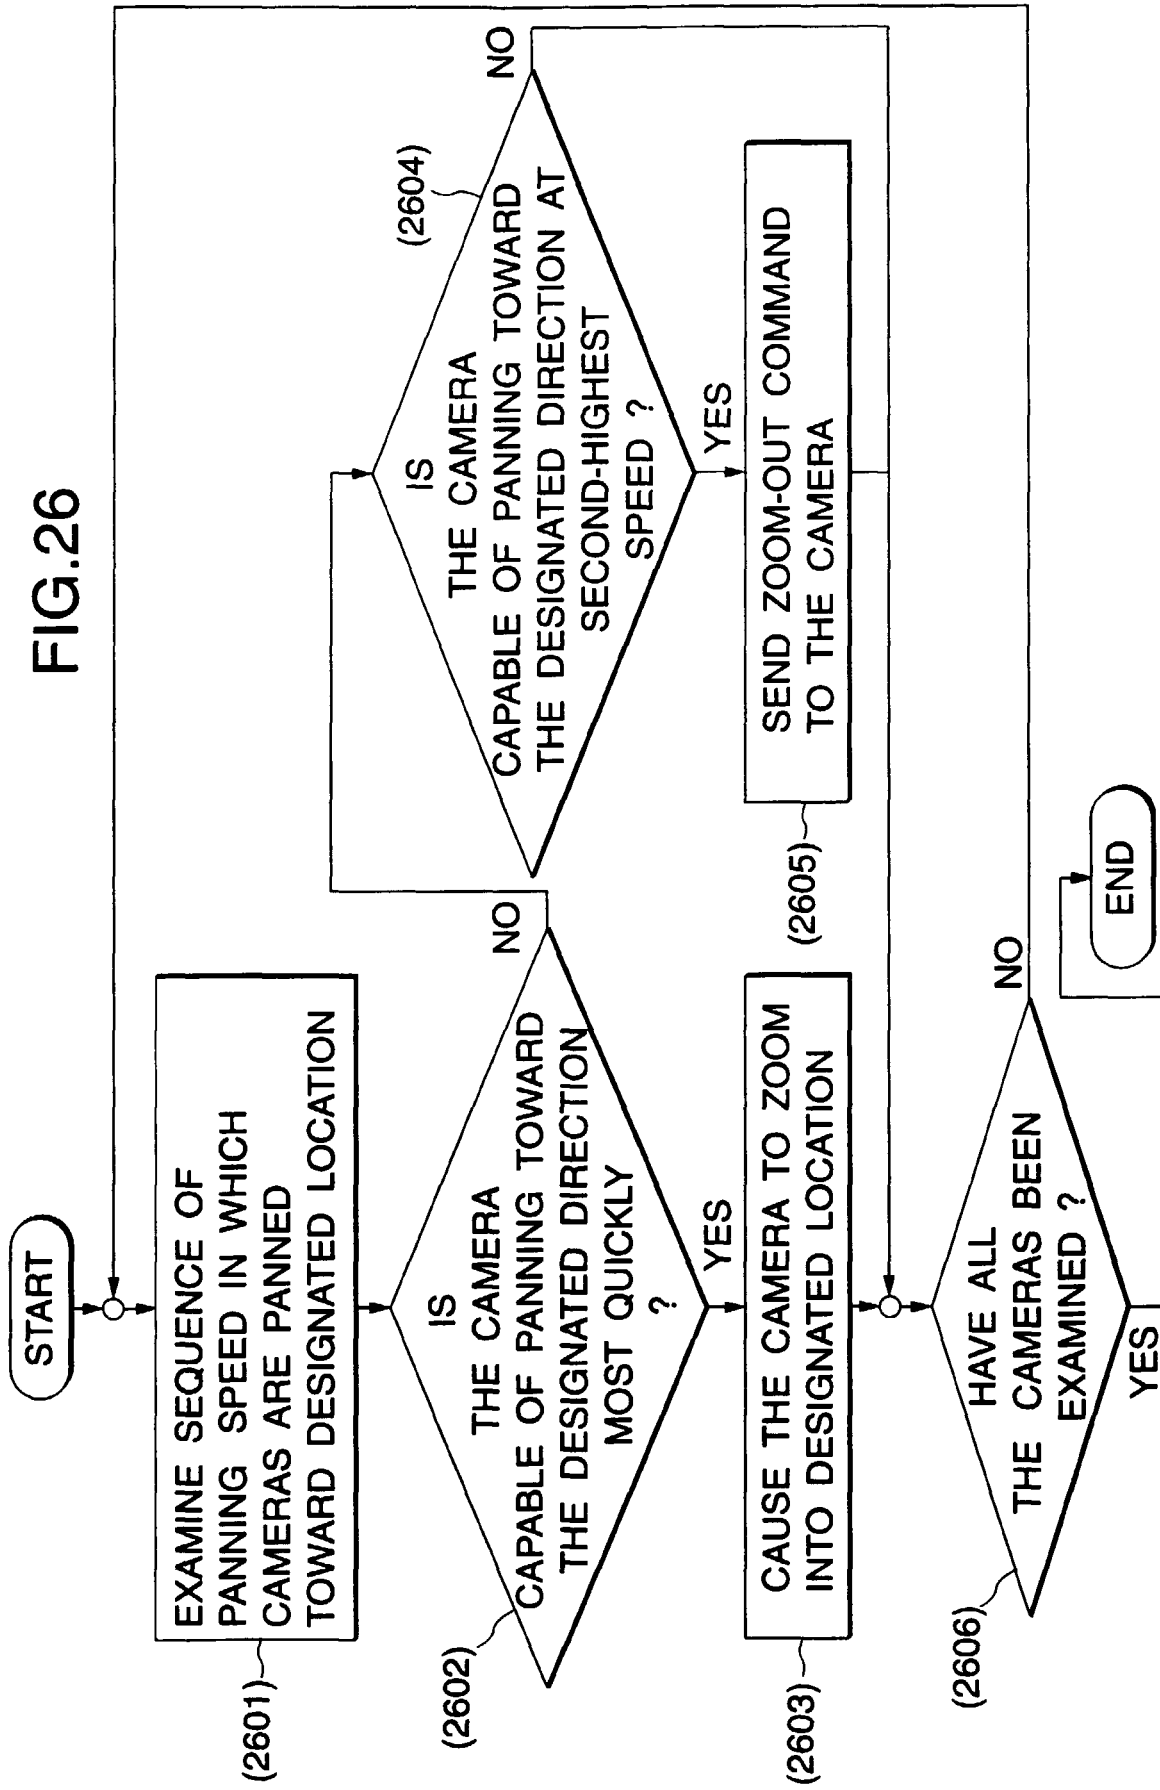 FIG.26
START
EXAMINE SEQUENCE OF
PANNING SPEED IN WHICH
CAMERAS ARE PANNED
TOWARD DESIGNATED LOCATION
(2601)
IS
THE CAMERA
CAPABLE OF PANNING TOWARD
THE DESIGNATED DIRECTION
MOST QUICKLY
?
(2602)
NO
YES
CAUSE THE CAMERA TO ZOOM
INTO DESIGNATED LOCATION
(2603)
IS
THE CAMERA
CAPABLE OF PANNING TOWARD
THE DESIGNATED DIRECTION AT
SECOND-HIGHEST
SPEED ?
(2604)
NO
YES
SEND ZOOM-OUT COMMAND
TO THE CAMERA
(2605)
HAVE ALL
THE CAMERAS BEEN
EXAMINED ?
(2606)
NO
YES
END